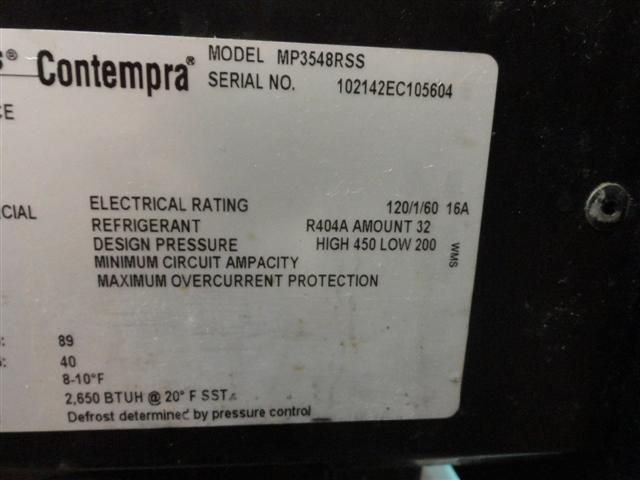 s® Contempra® MODEL MP3548RSS
SERIAL NO. 102142EC105604
CE
CIAL ELECTRICAL RATING 120/1/60 16A
REFRIGERANT R404A AMOUNT 32
DESIGN PRESSURE HIGH 450 LOW 200
MINIMUM CIRCUIT AMPACITY
MAXIMUM OVERCURRENT PROTECTION
WMS
89
40
8-10°F
2,650 BTUH @ 20° F SST
Defrost determined by pressure control